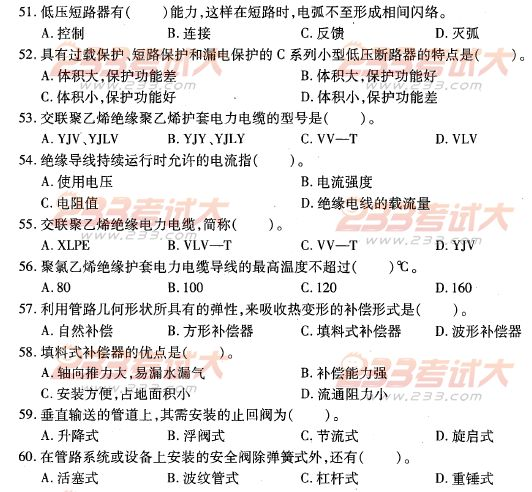 51. 低压短路器有(　　)能力,这样在短路时,电弧不至形成相间闪络。
A. 控制　B. 连接　C. 反馈　D. 灭弧
52. 具有过载保护、短路保护和漏电保护的 C 系列小型低压断路器的特点是(　　)。
A. 体积大,保护功能差　B. 体积大,保护功能好
C. 体积小,保护功能好　D. 体积小,保护功能差
53. 交联聚乙烯绝缘聚乙烯护套电力电缆的型号是(　　)。
A. YJV、YJLV　B. YJY、YJLY　C. VV—T　D. VLV
54. 绝缘导线持续运行时允许的电流指(　　)。
A. 使用电压　B. 电流强度
C. 电阻值　D. 绝缘电线的载流量
55. 交联聚乙烯绝缘电力电缆,简称(　　)。
A. XLPE　B. VLV—T　C. VV—T　D. YJV
56. 聚氯乙烯绝缘护套电力电缆导线的最高温度不超过(　　)℃。
A. 80　B. 100　C. 120　D. 160
57. 利用管路几何形状所具有的弹性,来吸收热变形的补偿形式是(　　)。
A. 自然补偿　B. 方形补偿器　C. 填料式补偿器　D. 波形补偿器
58. 填料式补偿器的优点是(　　)。
A. 轴向推力大,易漏水漏气　B. 补偿能力强
C. 安装方便,占地面积小　D. 流通阻力小
59. 垂直输送的管道上,其需安装的止回阀为(　　)。
A. 升降式　B. 浮阀式　C. 节流式　D. 旋启式
60. 在管路系统或设备上安装的安全阀除弹簧式外,还有(　　)。
A. 活塞式　B. 波纹管式　C. 杠杆式　D. 重锤式
233考试大
www.233.com